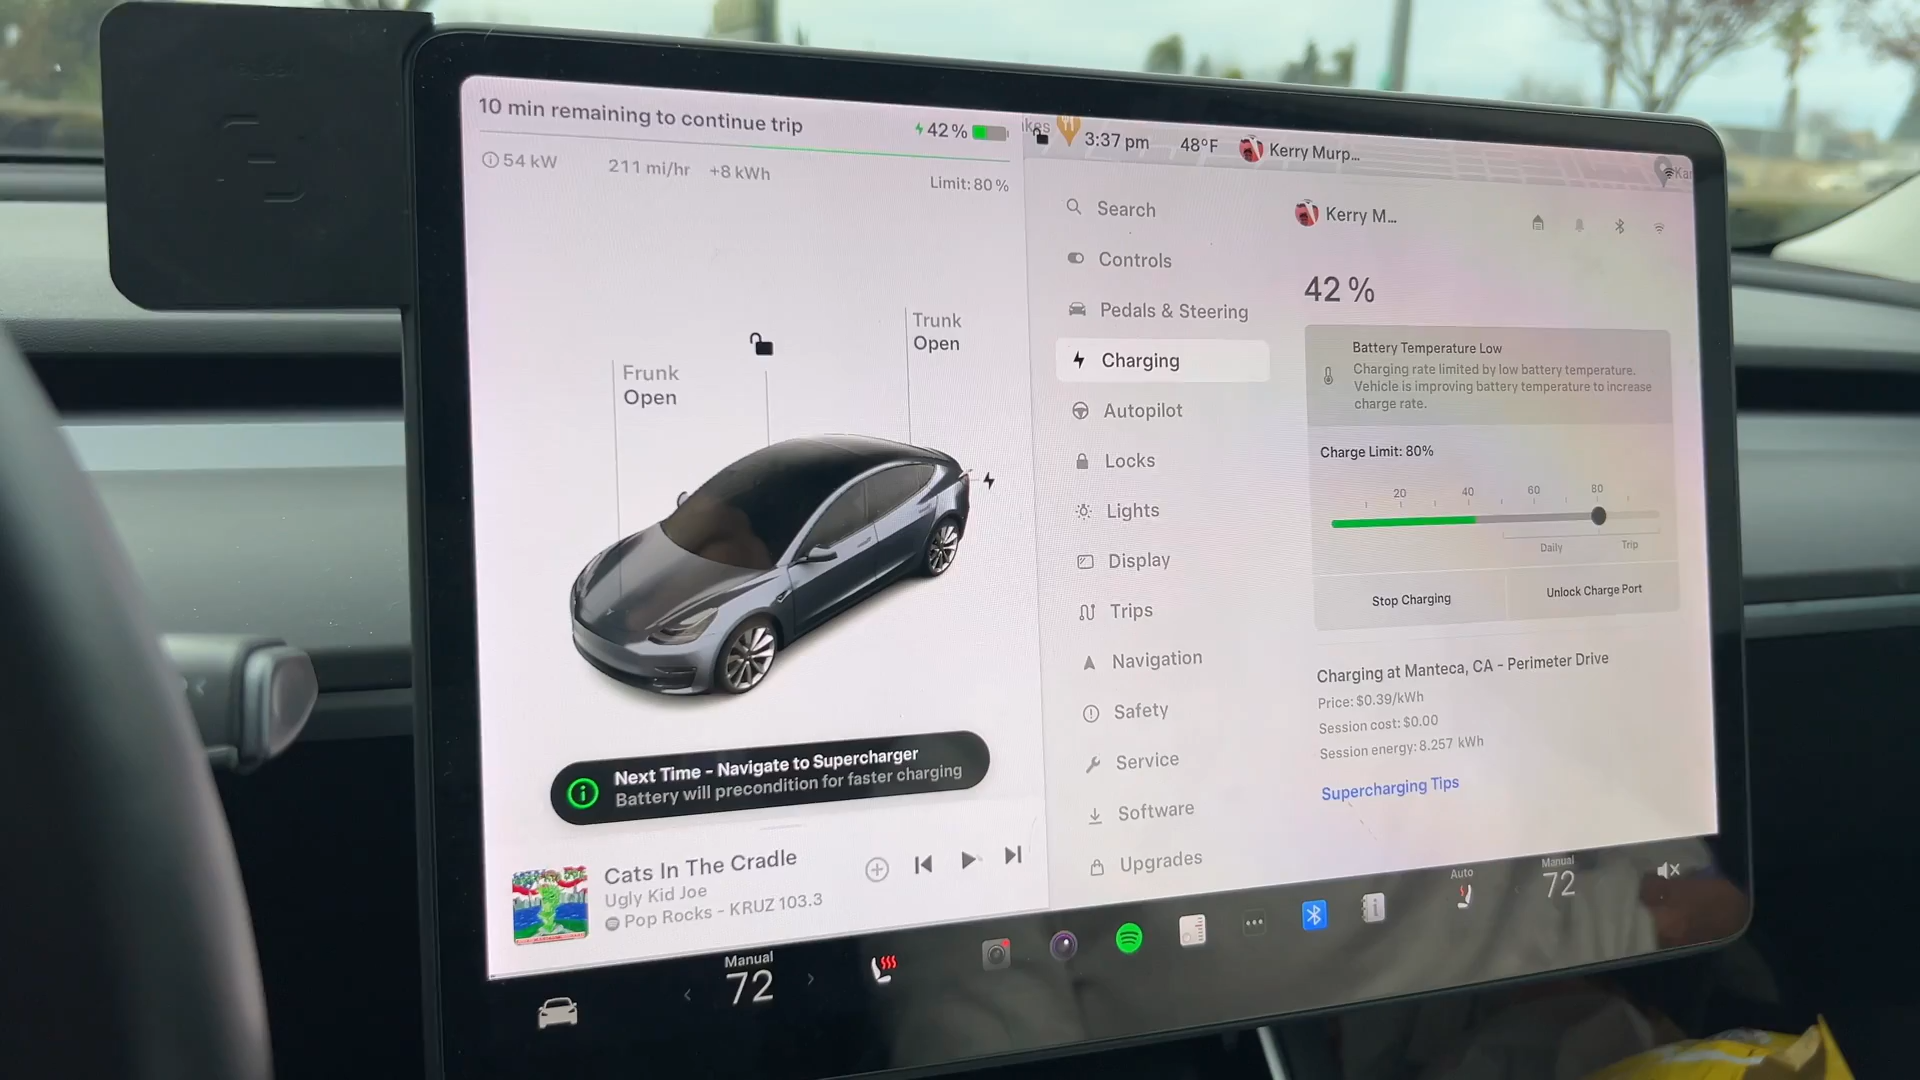 10 min remaining to continue trip
42%
54 kW
211 mi/hr
+8 kWh
Limit: 80%
Trunk
Open
Frunk
Open
Next Time - Navigate to Supercharger
Battery will precondition for faster charging
Cats In The Cradle
Ugly Kid Joe
Pop Rocks - KRUZ 103.3
3:37 pm
48°F
Kerry Murp...
Search
Controls
Pedals & Steering
Charging
Autopilot
Locks
Lights
Display
Trips
Navigation
Safety
Service
Software
Upgrades
Kerry M...
42 %
Battery Temperature Low
Charging rate limited by low battery temperature.
Vehicle is improving battery temperature to increase
charge rate.
Charge Limit: 80%
20 40 60 80
Daily Trip
Stop Charging
Unlock Charge Port
Charging at Manteca, CA - Perimeter Drive
Price: $0.39/kWh
Session cost: $0.00
Session energy: 8.257 kWh
Supercharging Tips
Manual
72
Auto
Manual
72